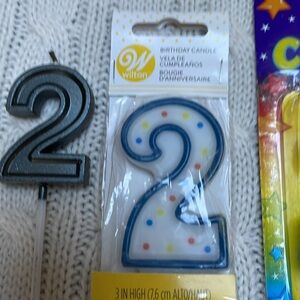 2
W
wilton
BIRTHDAY CANDLE
VELA DE
CUMPLEAÑOS
BOUGIE
D'ANNIVERSAIRE
2
3 IN HIGH (7,6 cm ALTO/HAUT)
C